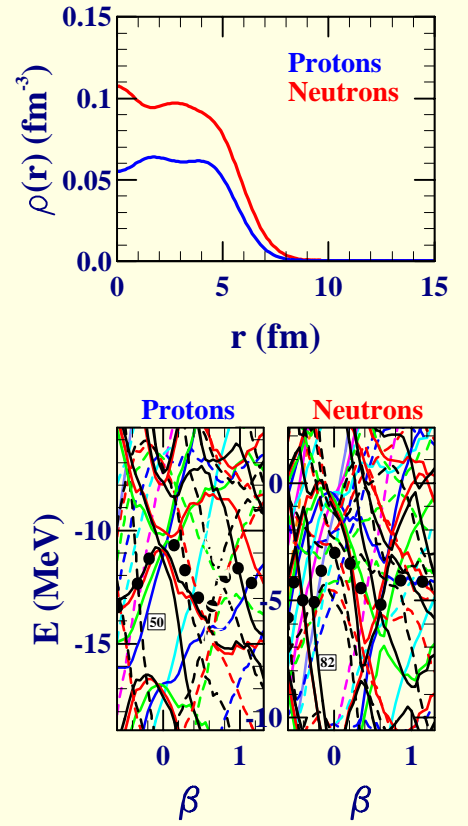 0.15
0.1
0.05
0.0
ρ(r) (fm-3)
Protons
Neutrons
0 5 10 15
r (fm)
Protons Neutrons
E (MeV)
-10
-15
50
0
-5
-10
82
0 1
0 1
β β